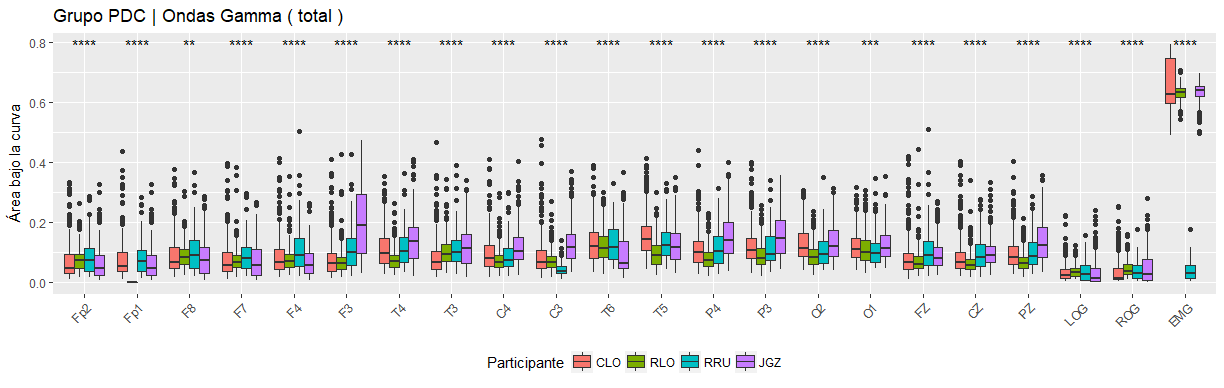 Grupo PDC | Ondas Gamma ( total )
Área bajo la curva
0.8
0.6
0.4
0.2
0.0
**** **** ** **** **** **** **** **** **** **** **** **** **** **** **** *** **** **** **** **** **** ****
Fp2 Fp1 F8 F7 F4 F3 T4 T3 C4 C3 T6 T5 P4 P3 O2 O1 FZ CZ PZ LOG ROG EMG
Participante CLO RLO RRU JGZ